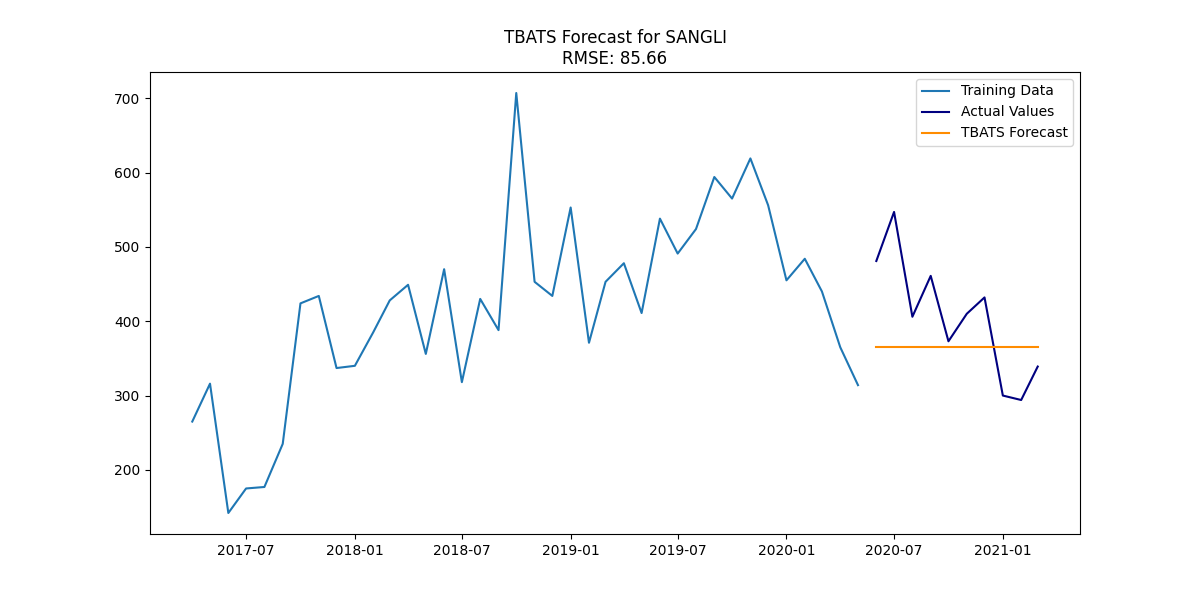 TBATS Forecast for SANGLI
RMSE: 85.66
Training Data
Actual Values
TBATS Forecast
700
600
500
400
300
200
2017-07
2018-01
2018-07
2019-01
2019-07
2020-01
2020-07
2021-01